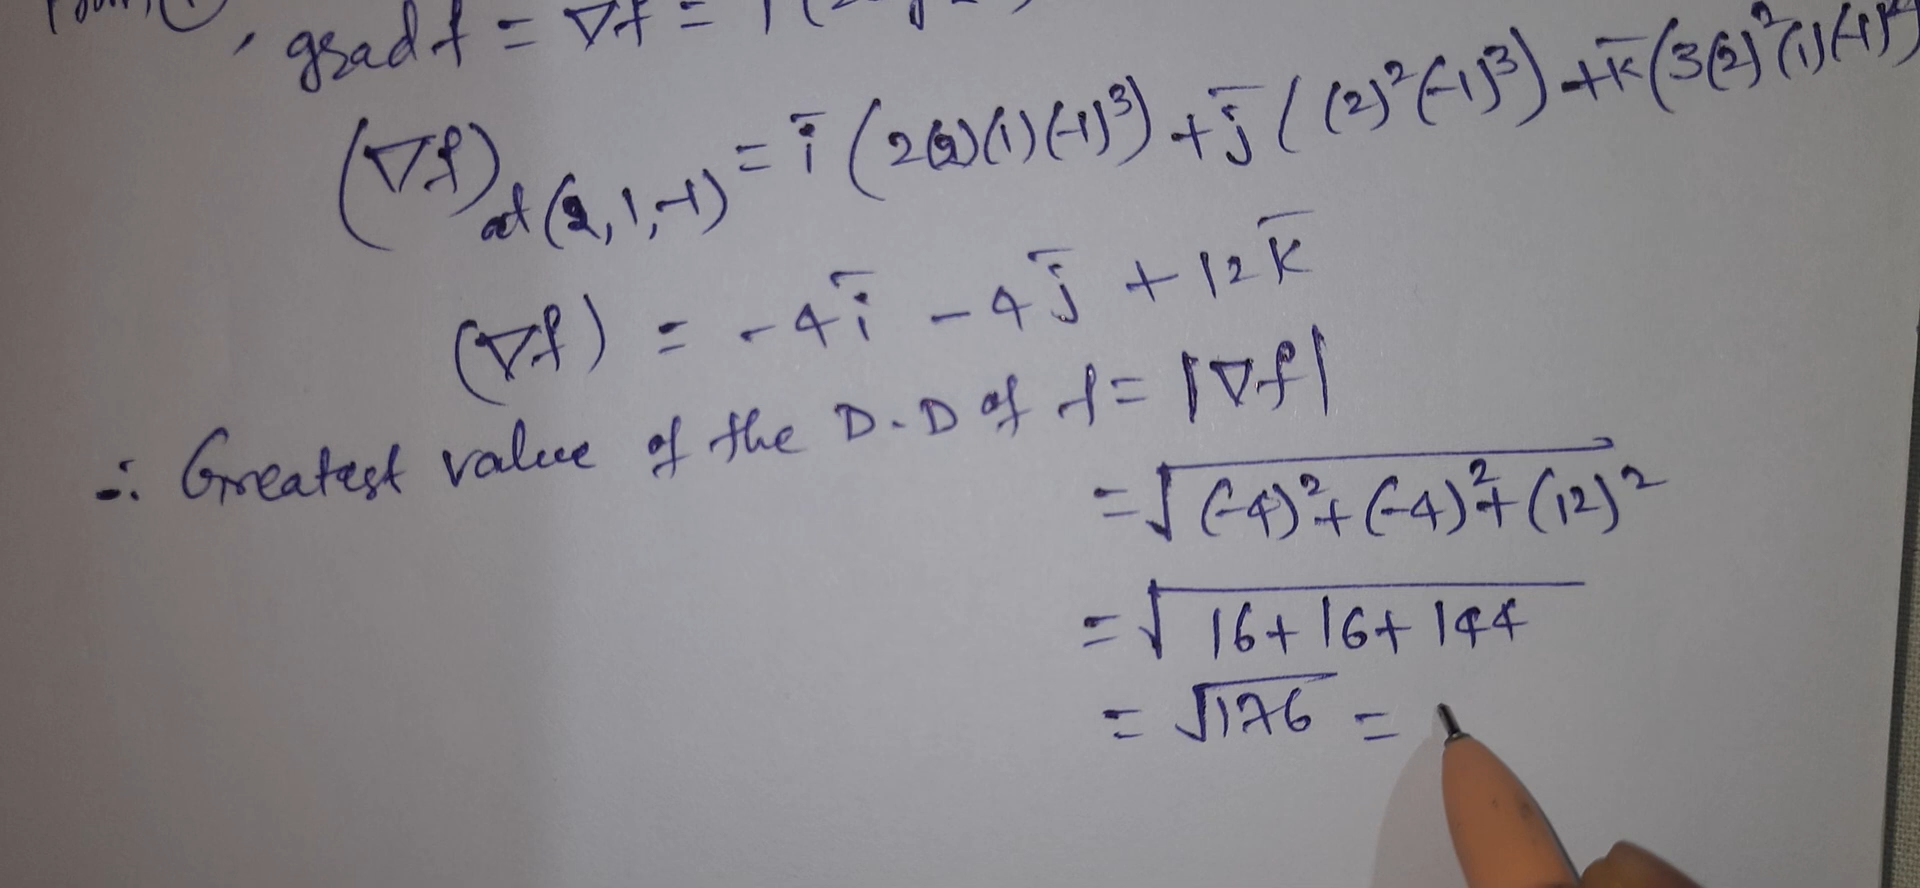 grad f = ∇f =
(∇f) at (2, 1, -1) = i̅ (2(2)(1)(-1)³) + j̅ ((2)²(-1)³) + k̅ (3(2)²(1)(-1)²)
(∇f) = -4i̅ - 4j̅ + 12k̅
∴ Greatest value of the D.D of f = |∇f|
= √(-4)² + (-4)² + (12)²
= √16 + 16 + 144
= √176 =